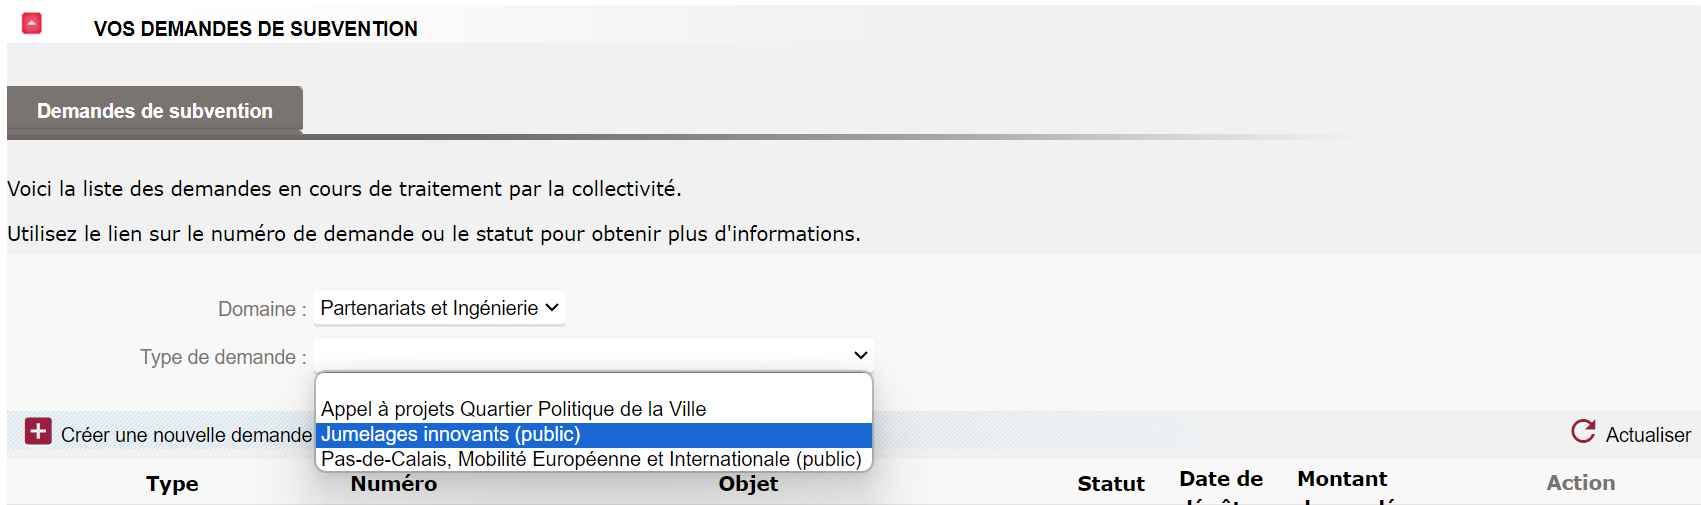 VOS DEMANDES DE SUBVENTION
Demandes de subvention
Voici la liste des demandes en cours de traitement par la collectivité.
Utilisez le lien sur le numéro de demande ou le statut pour obtenir plus d'informations.
Domaine : Partenariats et Ingénierie
Type de demande :
Appel à projets Quartier Politique de la Ville
Créer une nouvelle demande Jumelages innovants (public) Actualiser
Pas-de-Calais, Mobilité Européenne et Internationale (public)
Type Numéro Objet Statut Date de Montant Action